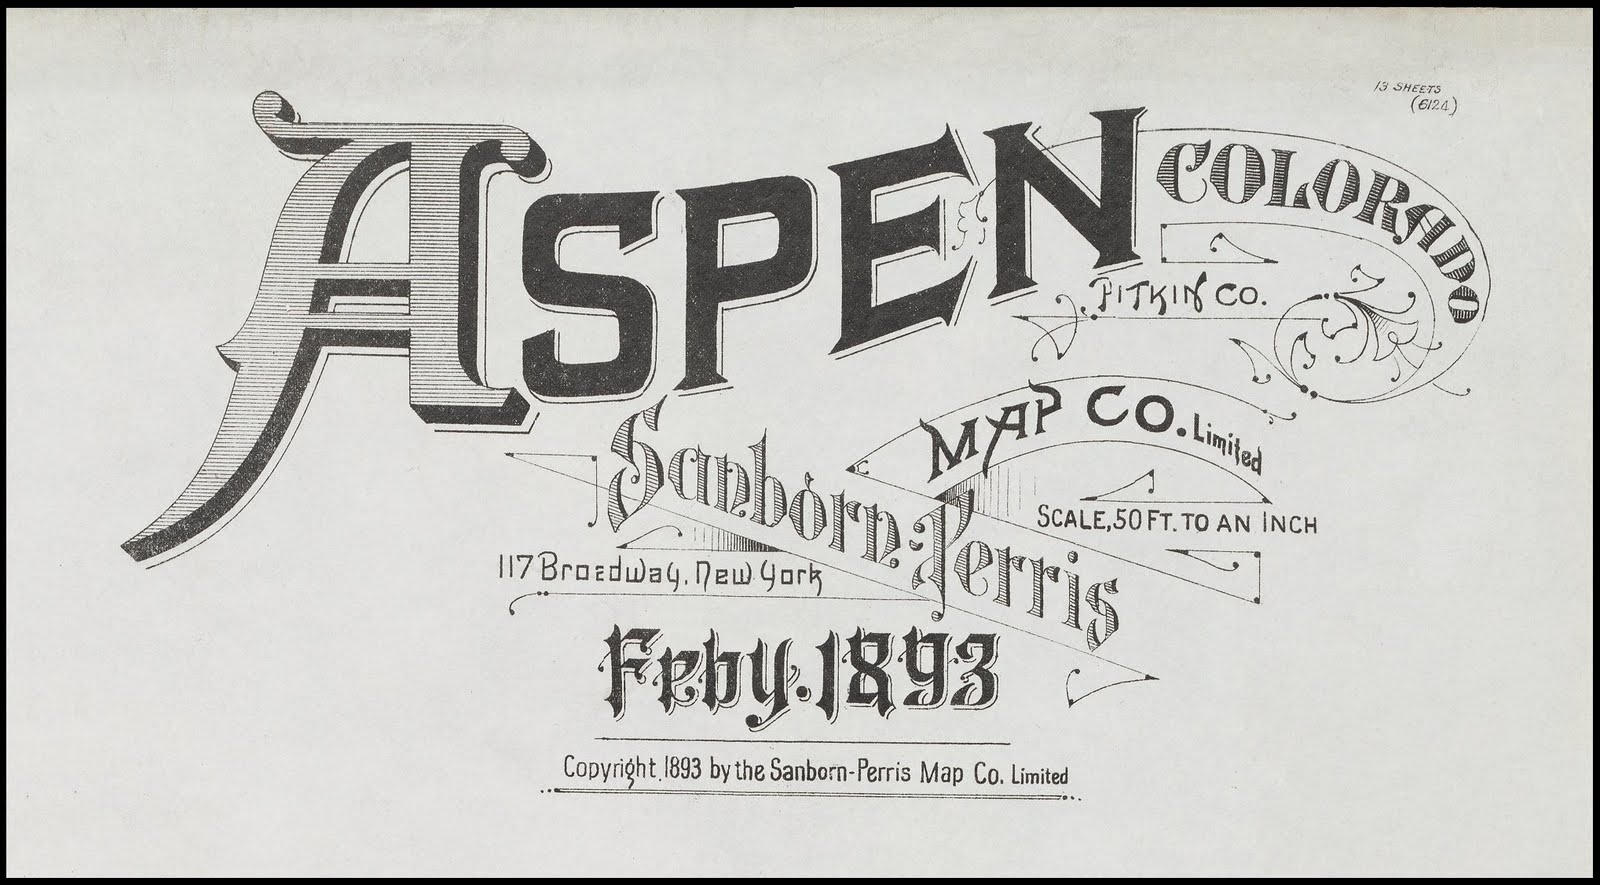 13 SHEETS
(6124)
ASPEN COLORADO
PITKIN CO.
Sanborn-Perris
MAP CO. Limited
SCALE, 50 FT. TO AN INCH
117 Broadway, New York
Feby. 1893
Copyright, 1893 by the Sanborn-Perris Map Co. Limited